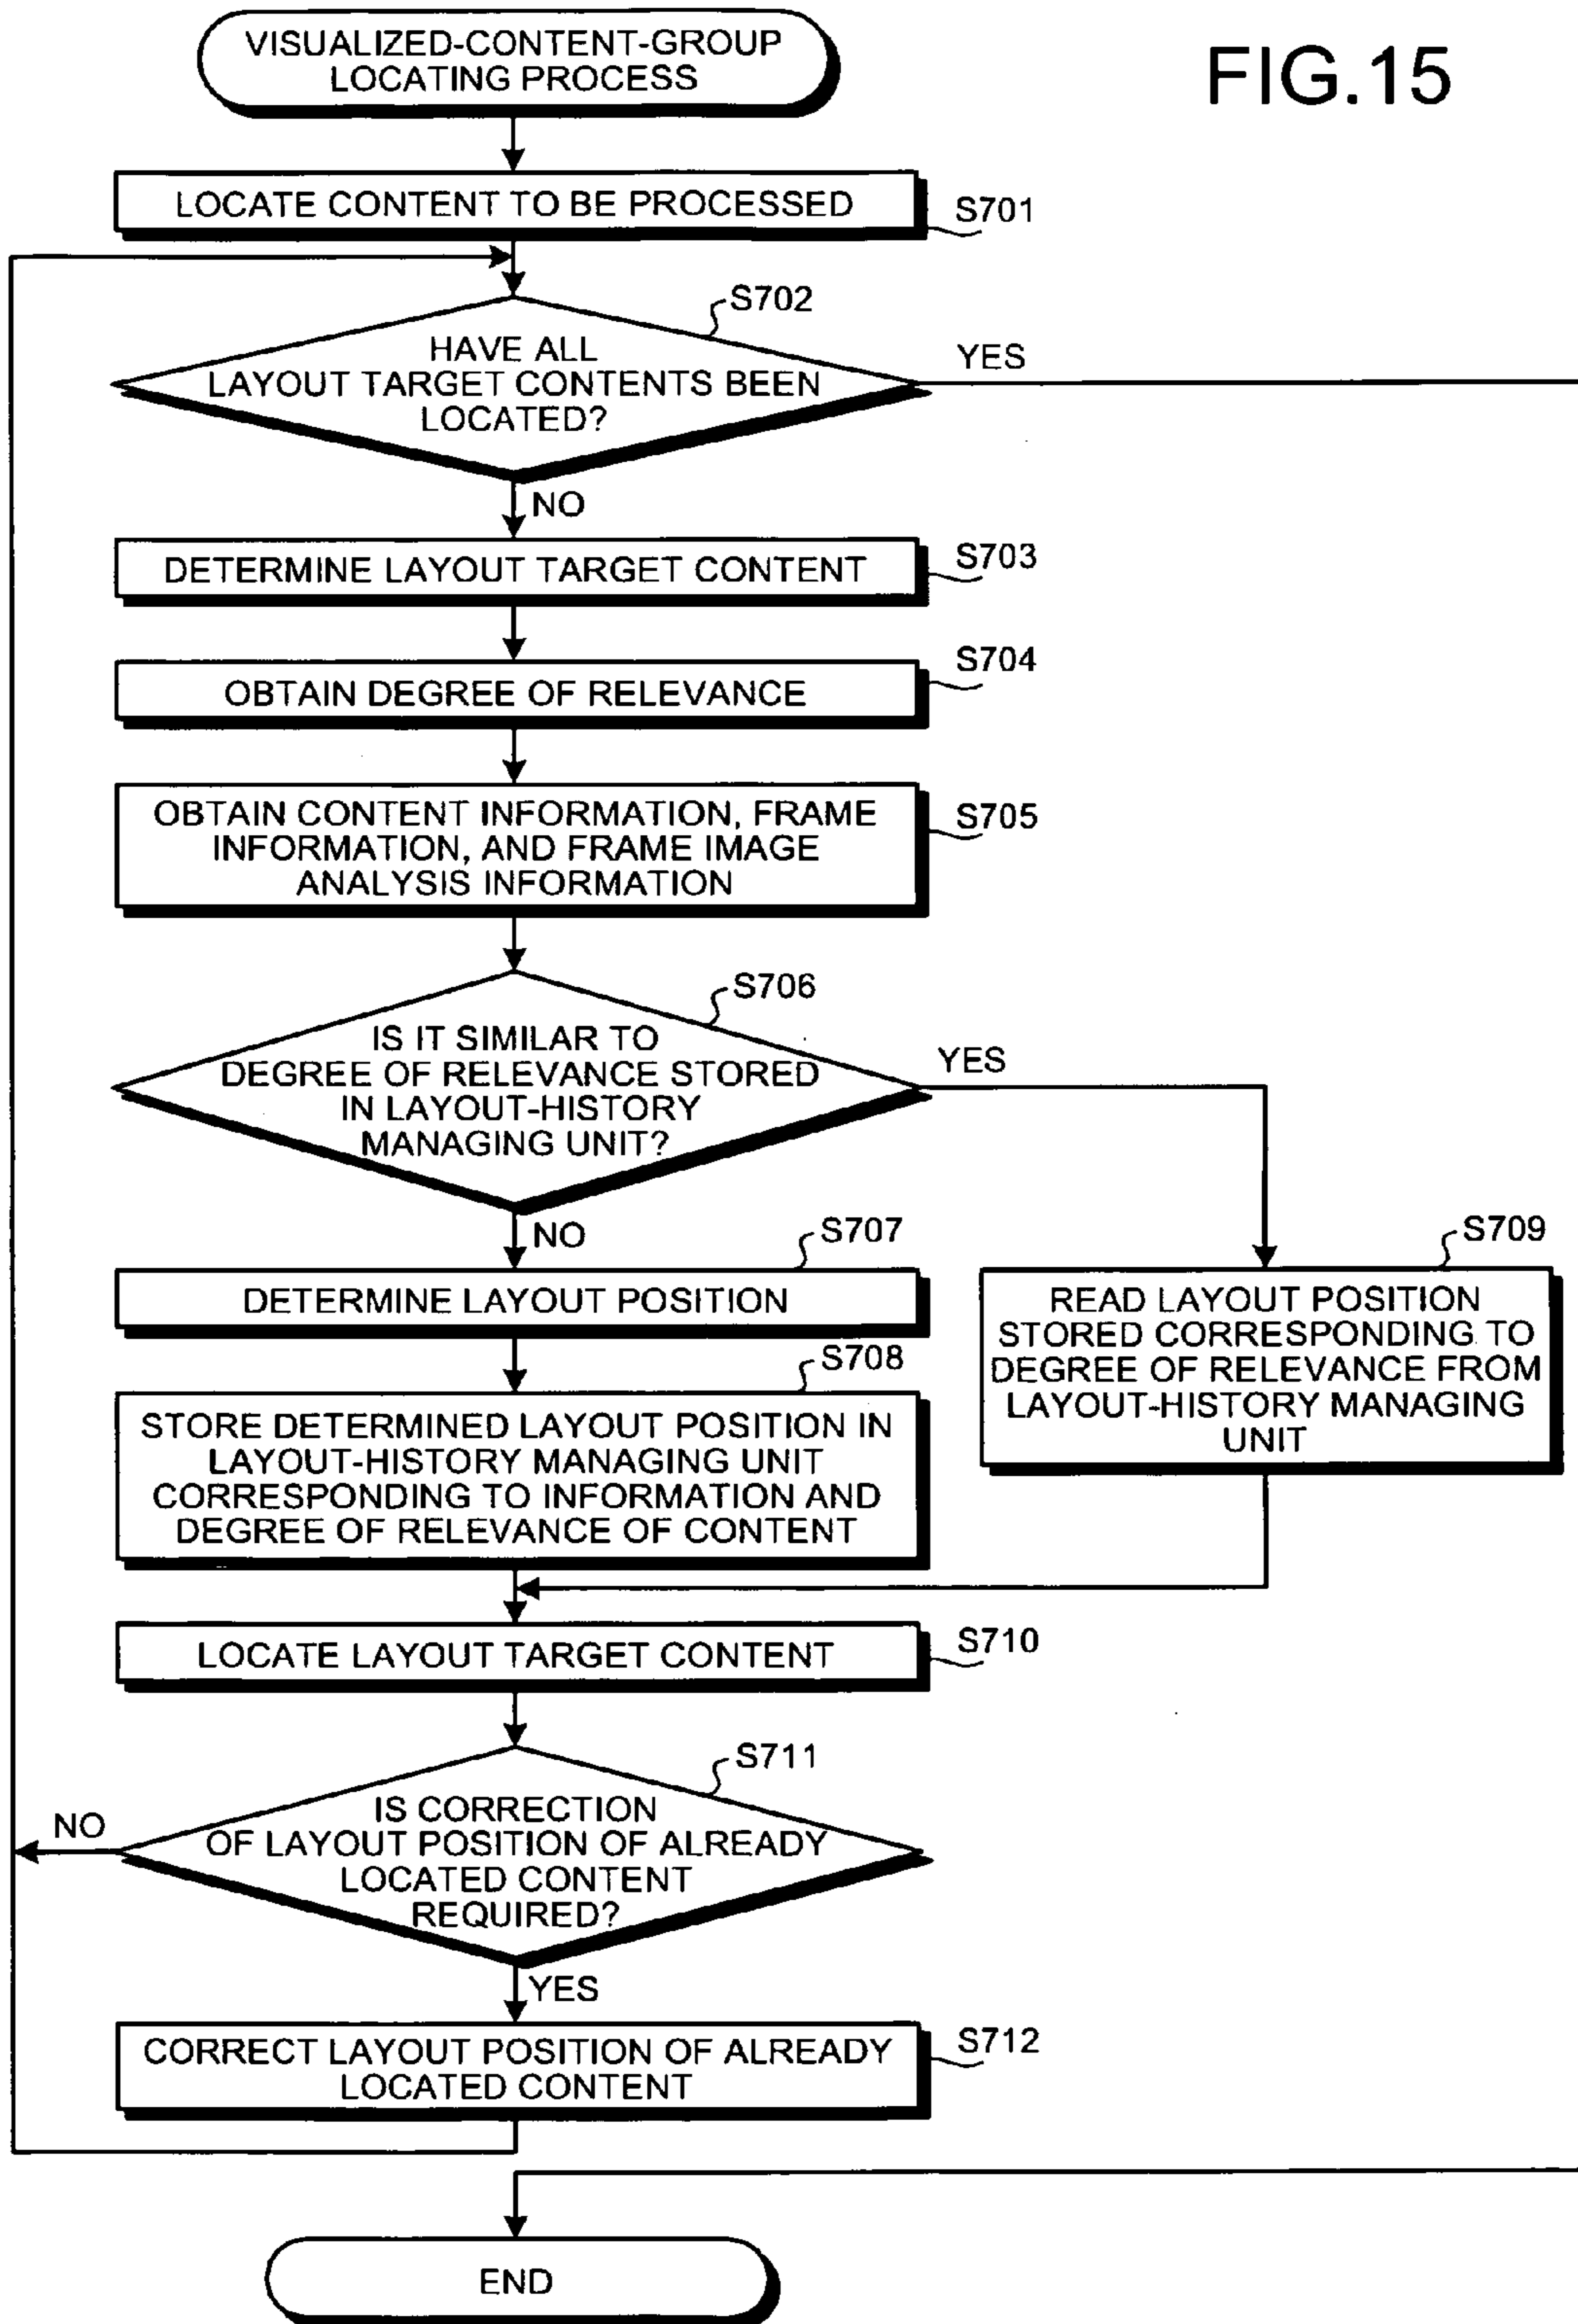 FIG.15
VISUALIZED-CONTENT-GROUP
LOCATING PROCESS
LOCATE CONTENT TO BE PROCESSED
S701
S702
HAVE ALL
LAYOUT TARGET CONTENTS BEEN
LOCATED?
YES
NO
DETERMINE LAYOUT TARGET CONTENT
S703
OBTAIN DEGREE OF RELEVANCE
S704
OBTAIN CONTENT INFORMATION, FRAME
INFORMATION, AND FRAME IMAGE
ANALYSIS INFORMATION
S705
S706
IS IT SIMILAR TO
DEGREE OF RELEVANCE STORED
IN LAYOUT-HISTORY
MANAGING UNIT?
YES
NO
S707
DETERMINE LAYOUT POSITION
S708
STORE DETERMINED LAYOUT POSITION IN
LAYOUT-HISTORY MANAGING UNIT
CORRESPONDING TO INFORMATION AND
DEGREE OF RELEVANCE OF CONTENT
S709
READ LAYOUT POSITION
STORED CORRESPONDING TO
DEGREE OF RELEVANCE FROM
LAYOUT-HISTORY MANAGING
UNIT
LOCATE LAYOUT TARGET CONTENT
S710
S711
IS CORRECTION
OF LAYOUT POSITION OF ALREADY
LOCATED CONTENT
REQUIRED?
NO
YES
CORRECT LAYOUT POSITION OF ALREADY
LOCATED CONTENT
S712
END